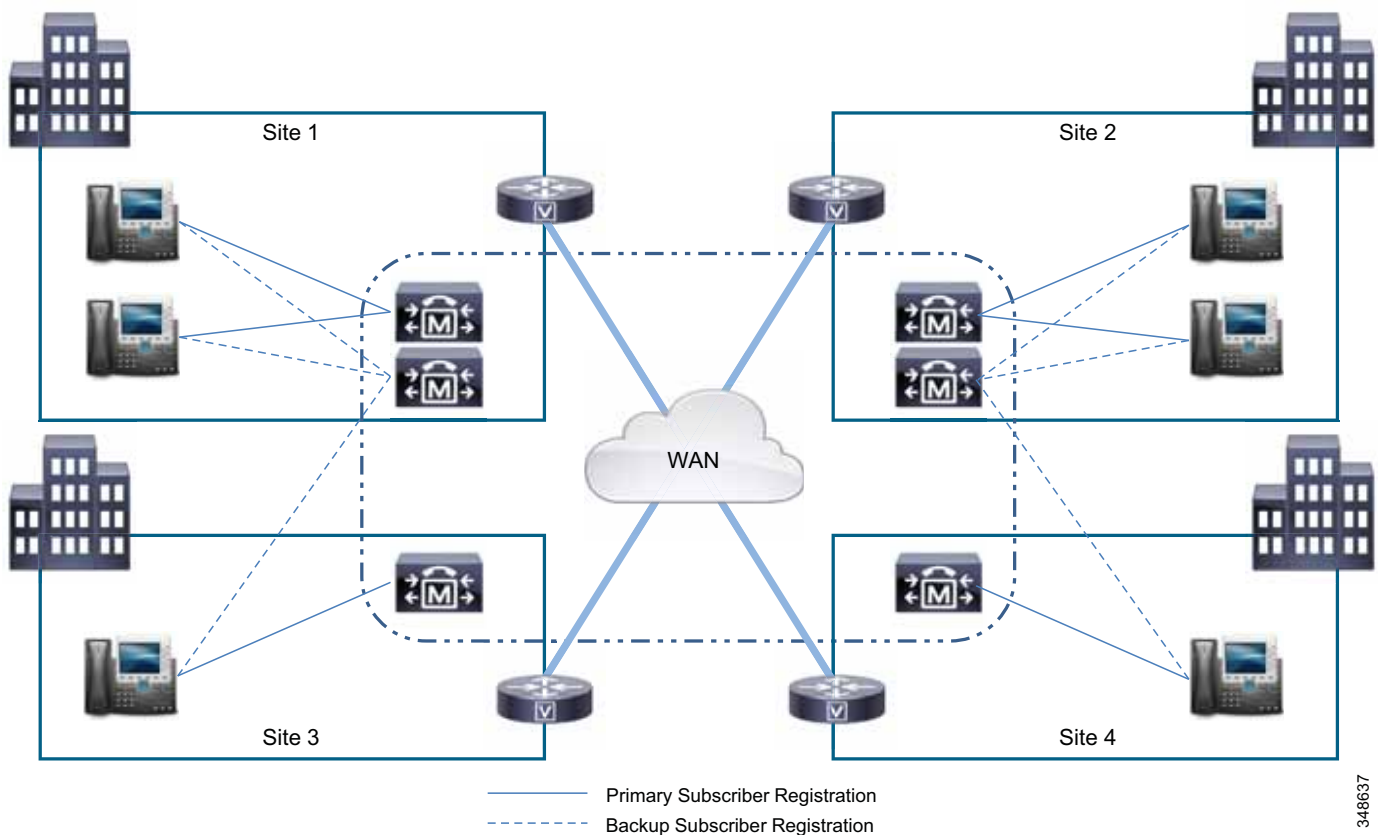 Site 1
Site 2
V
V
M
M
M
M
WAN
M
M
V
V
Site 3
Site 4
Primary Subscriber Registration
Backup Subscriber Registration
348637